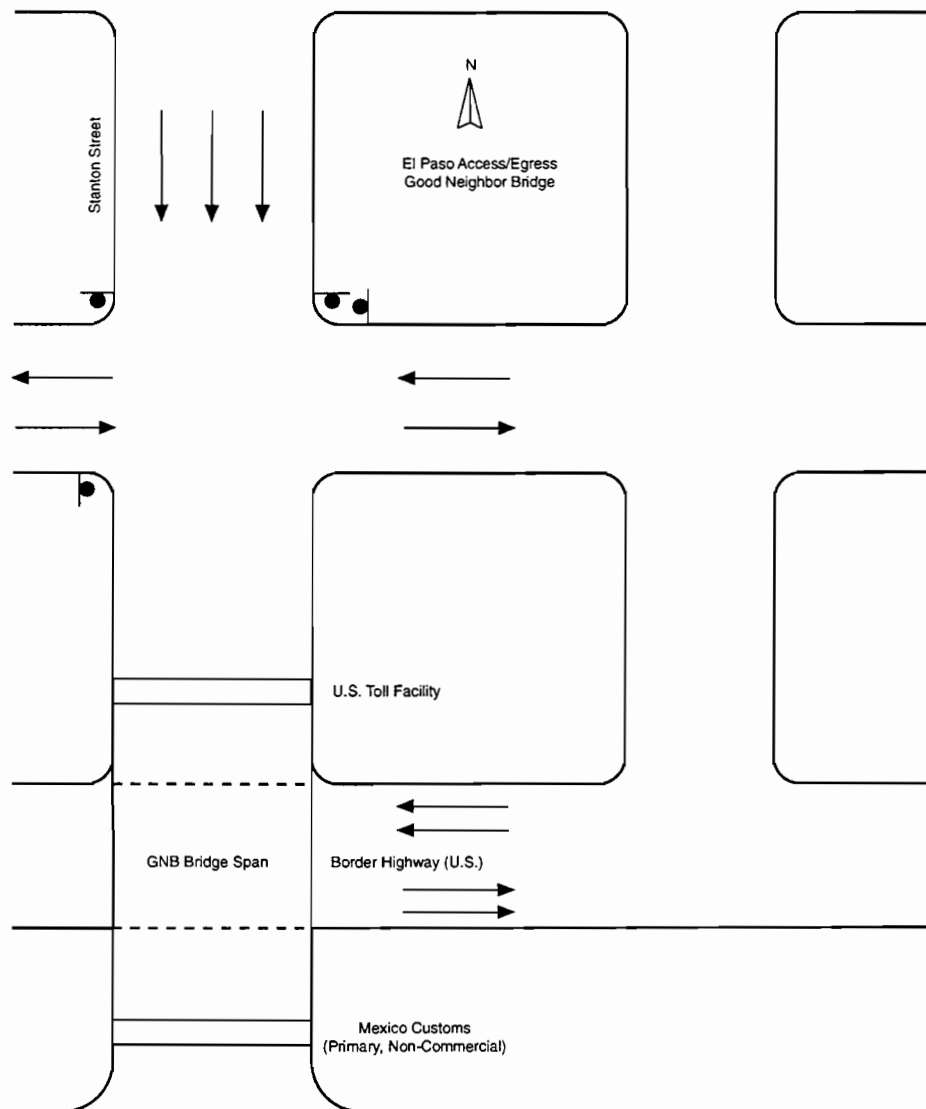 N
Stanton Street
El Paso Access/Egress
Good Neighbor Bridge
U.S. Toll Facility
GNB Bridge Span
Border Highway (U.S.)
Mexico Customs
(Primary, Non-Commercial)